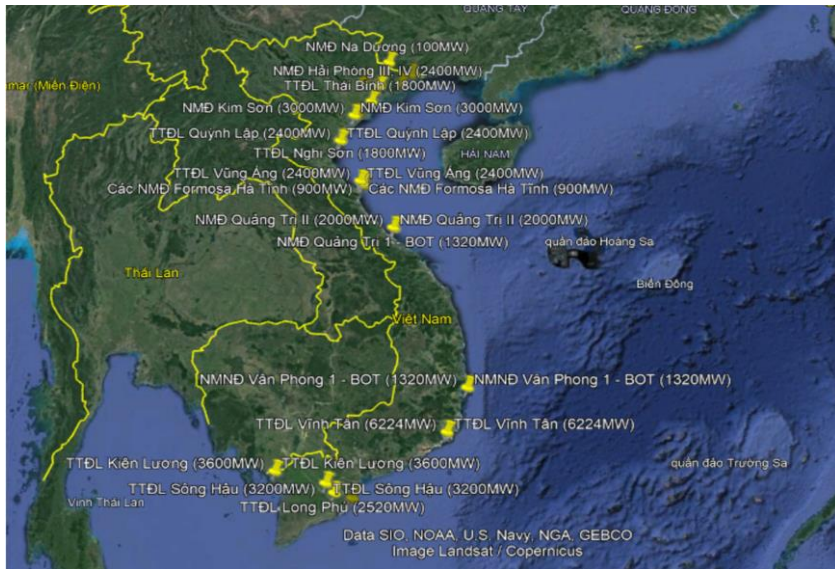 QUẢNG TÂY
QUẢNG ĐÔNG
NMĐ Na Dương (100MW)
NMĐ Hải Phòng III, IV (2400MW)
TTĐL Thái Bình (1800MW)
mai (Miến Điện)
NMĐ Kim Sơn (3000MW) NMĐ Kim Sơn (3000MW)
TTĐL Quỳnh Lập (2400MW) TTĐL Quỳnh Lập (2400MW)
TTĐL Nghi Sơn (1800MW)
HẢI NAM
TTĐL Vũng Áng (2400MW) TTĐL Vũng Áng (2400MW)
Các NMĐ Formosa Hà Tĩnh (900MW) Các NMĐ Formosa Hà Tĩnh (900MW)
NMĐ Quảng Trị II (2000MW) NMĐ Quảng Trị II (2000MW)
NMĐ Quảng Trị 1 - BOT (1320MW)
quần đảo Hoàng Sa
Thái Lan
Biển Đông
Việt Nam
NMNĐ Vân Phong 1 - BOT (1320MW) NMNĐ Vân Phong 1 - BOT (1320MW)
TTĐL Vĩnh Tân (6224MW) TTĐL Vĩnh Tân (6224MW)
TTĐL Kiên Lương (3600MW) TTĐL Kiên Lương (3600MW)
quần đảo Trường Sa
TTĐL Sông Hậu (3200MW) TTĐL Sông Hậu (3200MW)
Vịnh Thái Lan
TTĐL Long Phú (2520MW)
Data SIO, NOAA, U.S. Navy, NGA, GEBCO
Image Landsat / Copernicus